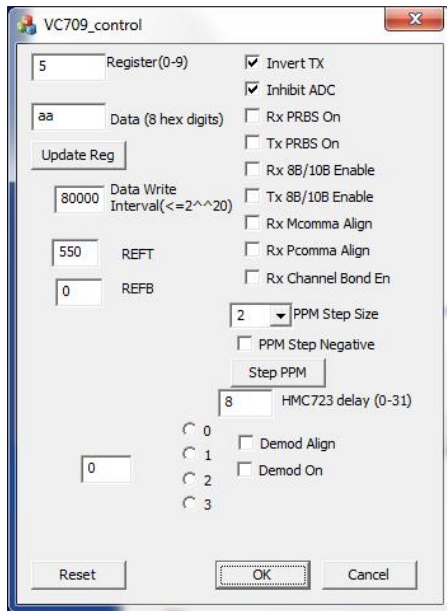 VC709_control
5 Register(0-9)
Invert TX
Inhibit ADC
aa Data (8 hex digits)
Rx PRBS On
Tx PRBS On
Update Reg
Rx 8B/10B Enable
80000 Data Write
Interval(<=2^^20)
Tx 8B/10B Enable
Rx Mcomma Align
550 REFT
Rx Pcomma Align
0 REFB
Rx Channel Bond En
2 PPM Step Size
PPM Step Negative
Step PPM
8 HMC723 delay (0-31)
0
1
2
3
0
Demod Align
Demod On
Reset
OK
Cancel